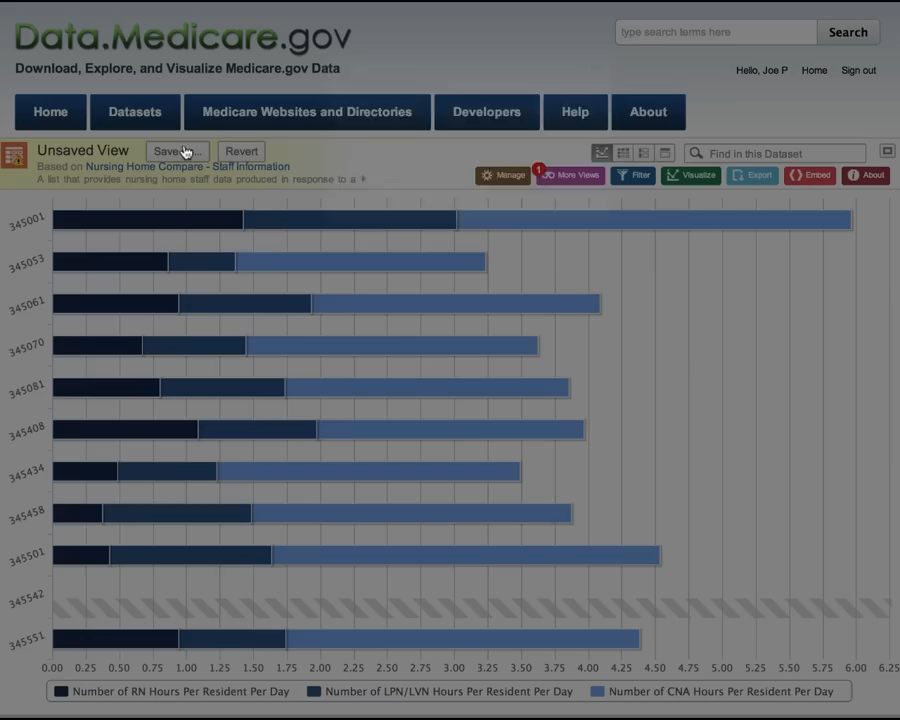 Data.Medicare.gov
type search terms here Search
Download, Explore, and Visualize Medicare.gov Data
Hello, Joe P Home Sign out
Home Datasets Medicare Websites and Directories Developers Help About
Unsaved View Save Revert
Find in this Dataset
Based on Nursing Home Compare - Staff Information
A list that provides nursing home staff data produced in response to a
Manage 1 More Views Filter Visualize Export Embed About
345001
345053
345061
345070
345081
345408
345434
345458
345501
345542
345551
0.00 0.25 0.50 0.75 1.00 1.25 1.50 1.75 2.00 2.25 2.50 2.75 3.00 3.25 3.50 3.75 4.00 4.25 4.50 4.75 5.00 5.25 5.50 5.75 6.00 6.25
Number of RN Hours Per Resident Per Day Number of LPN/LVN Hours Per Resident Per Day Number of CNA Hours Per Resident Per Day